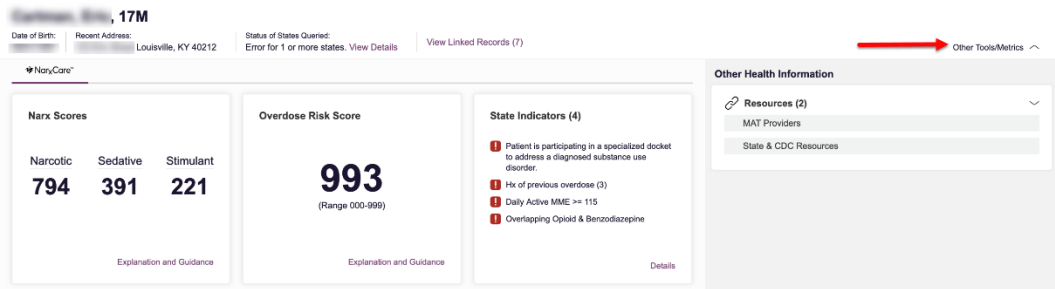 , 17M
Date of Birth:
Recent Address:
Louisville, KY 40212
Status of States Queried:
Error for 1 or more states. View Details
View Linked Records (7)
Other Tools/Metrics
NarxCare™
Narx Scores
Narcotic Sedative Stimulant
794 391 221
Explanation and Guidance
Overdose Risk Score
993
(Range 000-999)
Explanation and Guidance
State Indicators (4)
Patient is participating in a specialized docket
to address a diagnosed substance use
disorder.
Hx of previous overdose (3)
Daily Active MME >= 115
Overlapping Opioid & Benzodiazepine
Details
Other Health Information
Resources (2)
MAT Providers
State & CDC Resources